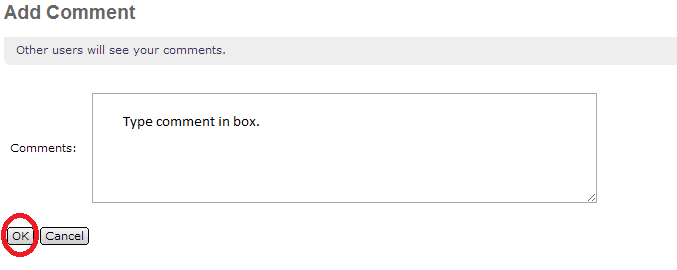 Add Comment
Other users will see your comments.
Type comment in box.
Comments:
OK Cancel